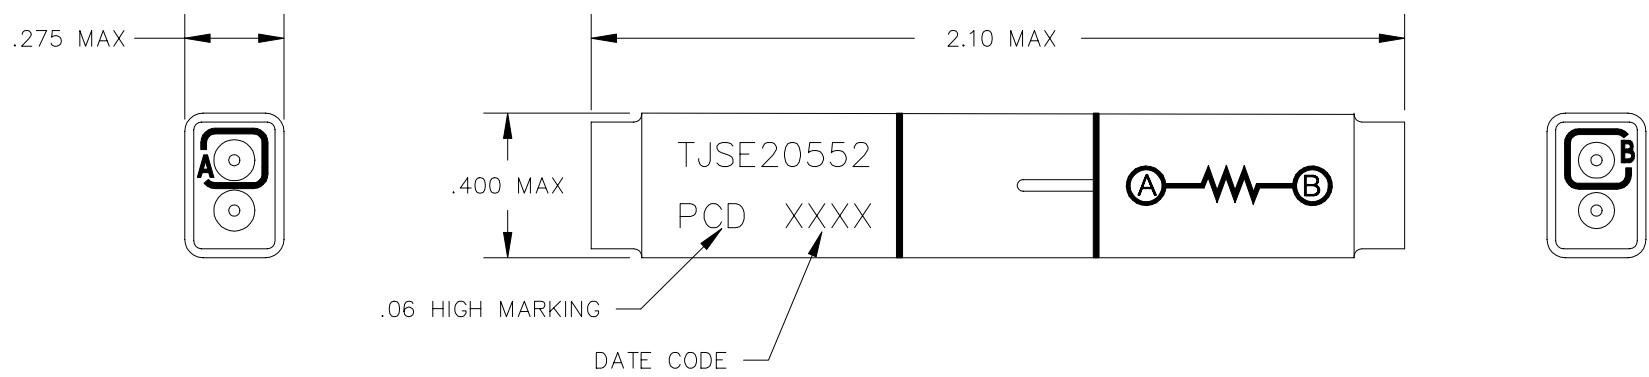 .275 MAX
2.10 MAX
A
TJSE20552
B
.400 MAX
A B
PCD XXXX
.06 HIGH MARKING
DATE CODE